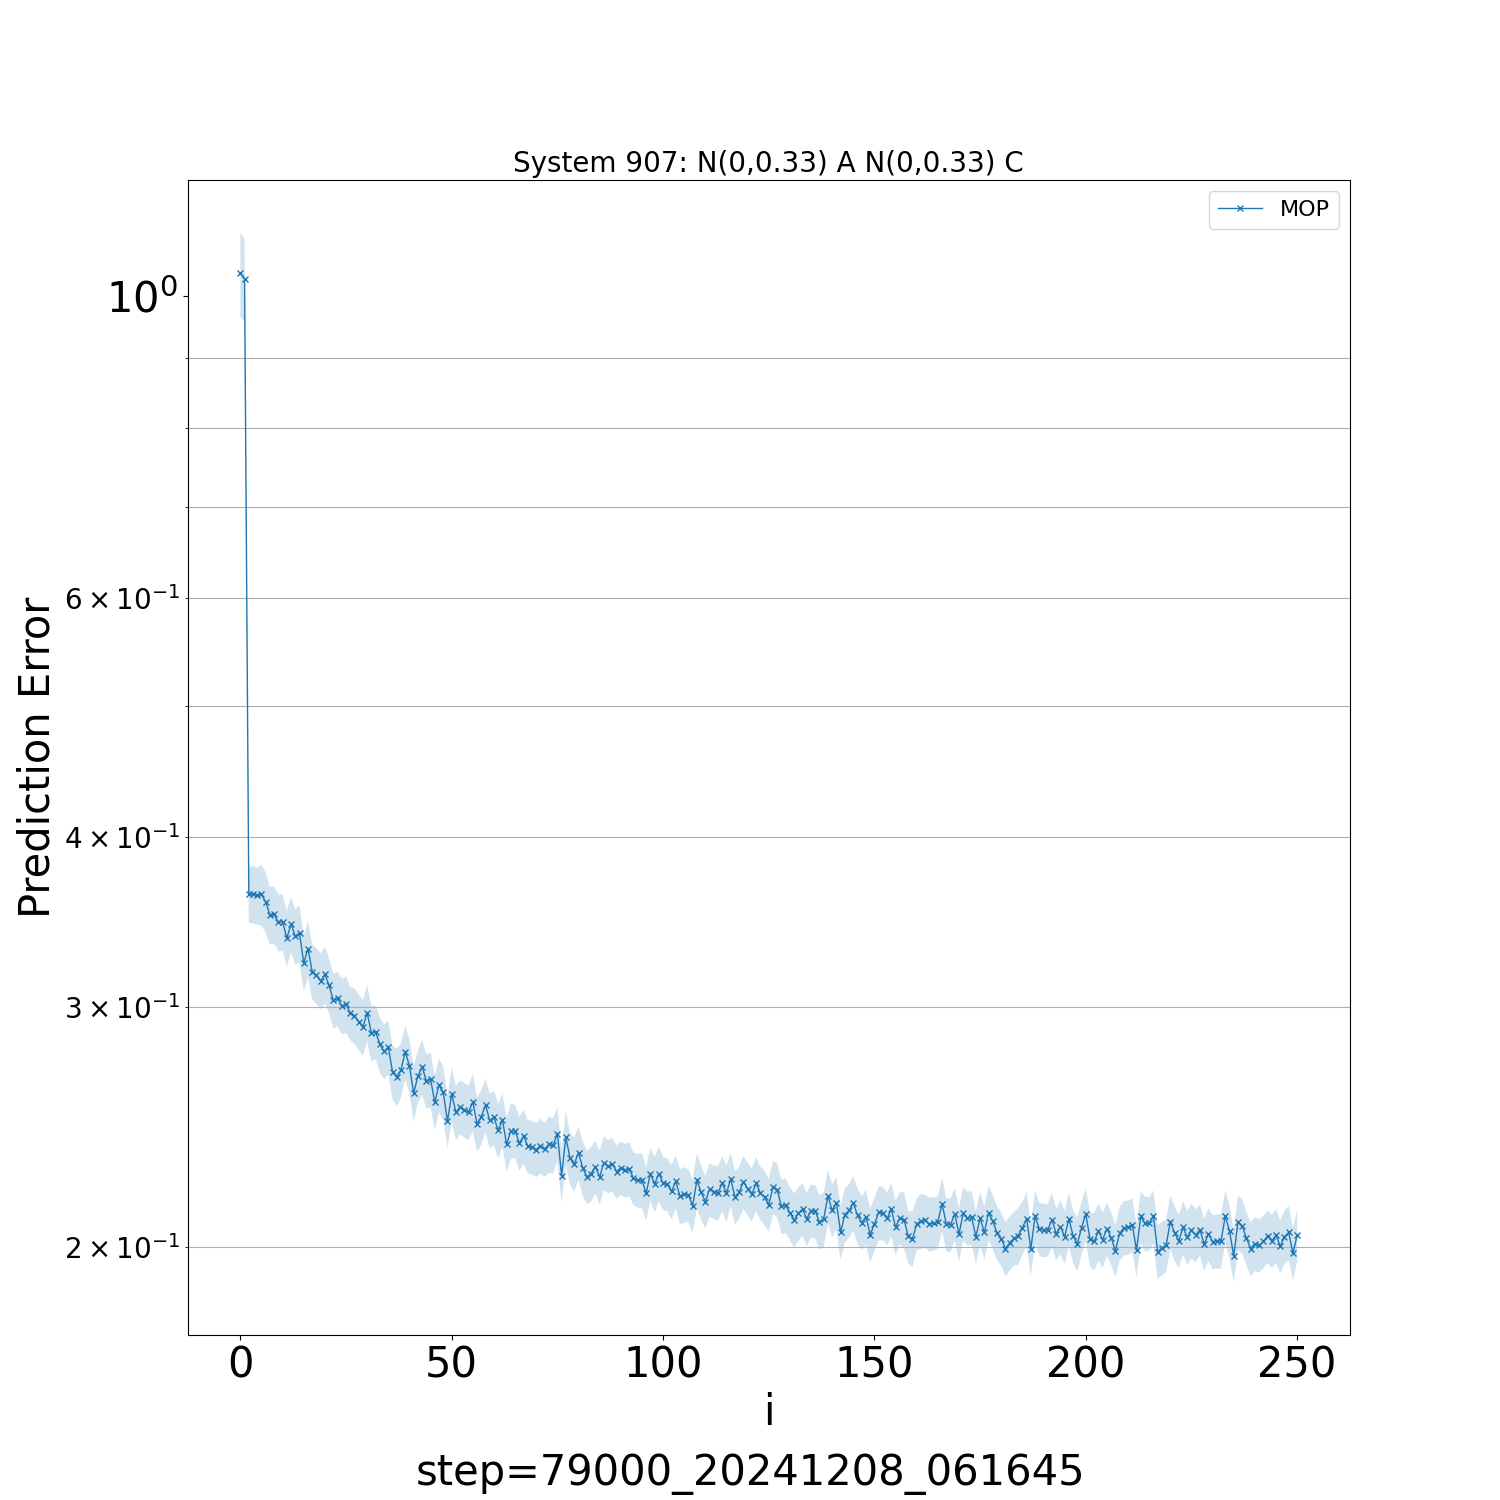 System 907: N(0,0.33) A N(0,0.33) C
MOP
10⁰
6 × 10⁻¹
4 × 10⁻¹
3 × 10⁻¹
2 × 10⁻¹
Prediction Error
0 50 100 150 200 250
i
step=79000_20241208_061645